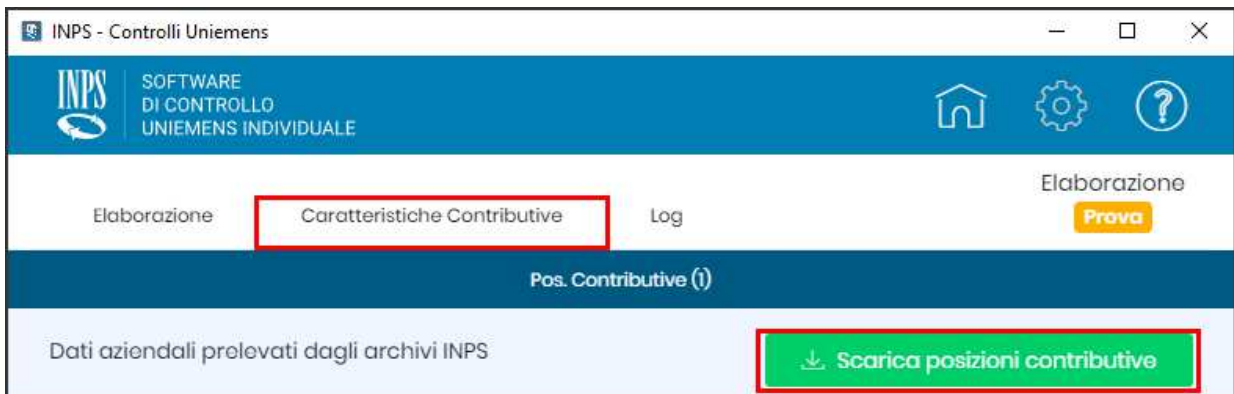 INPS - Controlli Uniemens
INPS
SOFTWARE
DI CONTROLLO
UNIEMENS INDIVIDUALE
Elaborazione
Caratteristiche Contributive
Log
Elaborazione
Prova
Pos. Contributive (1)
Dati aziendali prelevati dagli archivi INPS
Scarica posizioni contributive